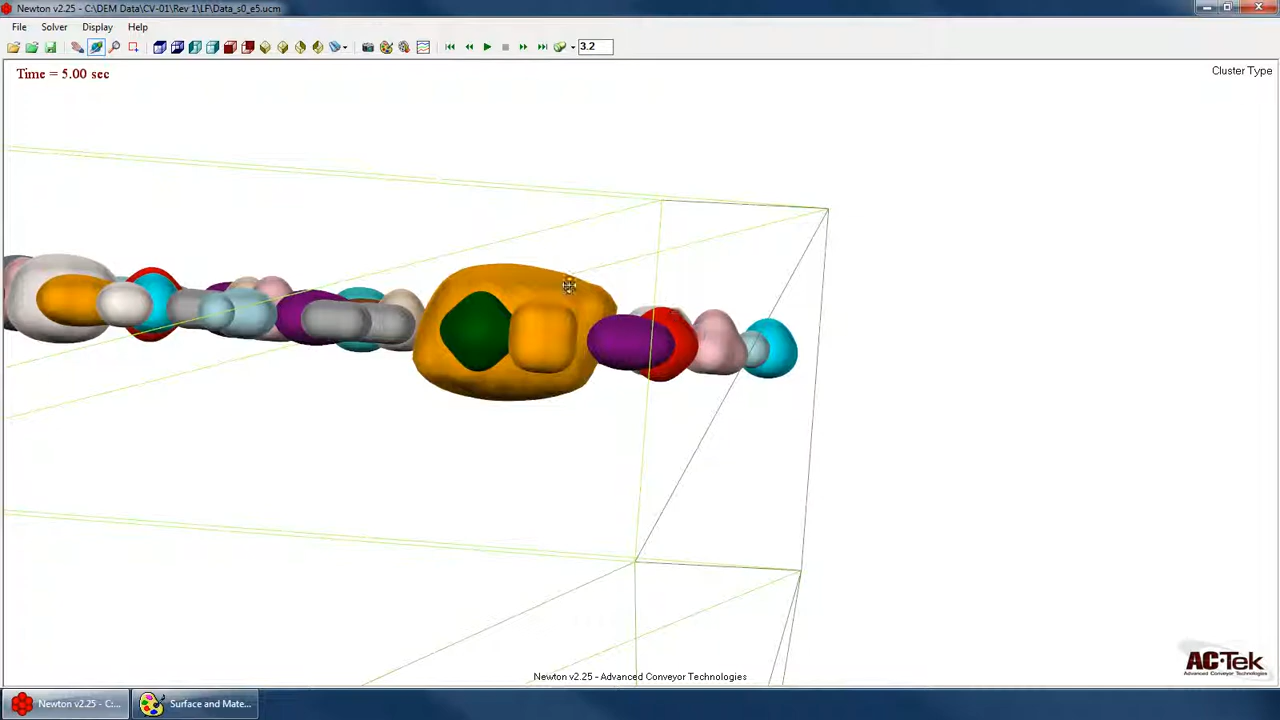 Newton v2.25 - C:\DEM Data\CV-01\Rev 1\LF\Data_s0_e5.ucm
File Solver Display Help
3.2
Time = 5.00 sec
Cluster Type
AC-Tek
Advanced Conveyor Technologies
Newton v2.25 - Advanced Conveyor Technologies
Newton v2.25 - C:...
Surface and Mate...